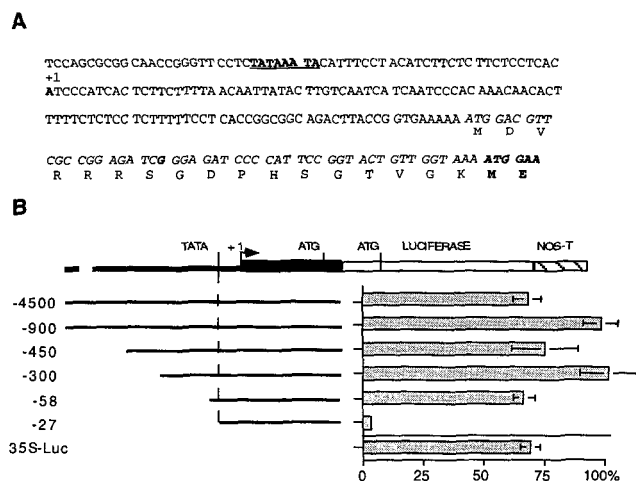 A
TCCAGCGCGG CAACCGGGTT CCTCTATAAA TACATTTCCT ACATCTTCTC TTCTCCTCAC
+1
ATCCCATCAC TCTTCTTTTA ACAATTATAC TTGTCAATCA TCAATCCCAC AAACAACACT
TTTTCTCTCC TCTTTTTCCT CACCGGCGGC AGACTTACCG GTGAAAAA ATG GACGTT
M D V
CGC CGG AGA TCG GGA GAT CCC CAT TCC GGT ACT GTT GGT AAA ATG GAA
R R R S G D P H S G T V G K M E
B
TATA +1 ATG ATG LUCIFERASE NOS-T
-4500
-900
-450
-300
-58
-27
35S-Luc
0 25 50 75 100%